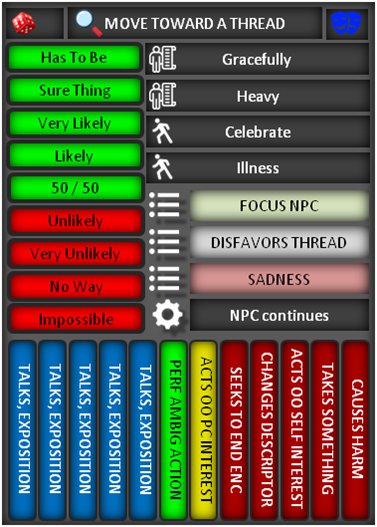 MOVE TOWARD A THREAD
Has To Be
Gracefully
Sure Thing
Heavy
Very Likely
Celebrate
Likely
Illness
50 / 50
FOCUS NPC
Unlikely
DISFAVORS THREAD
Very Unlikely
No Way
SADNESS
Impossible
NPC continues
TALKS, EXPOSITION
TALKS, EXPOSITION
TALKS, EXPOSITION
TALKS, EXPOSITION
TALKS, EXPOSITION
PERF AMBIG ACTION
ACTS OO PC INTEREST
SEEKS TO END ENC
CHANGES DESCRIPTOR
ACTS OO SELF INTEREST
TAKES SOMETHING
CAUSES HARM